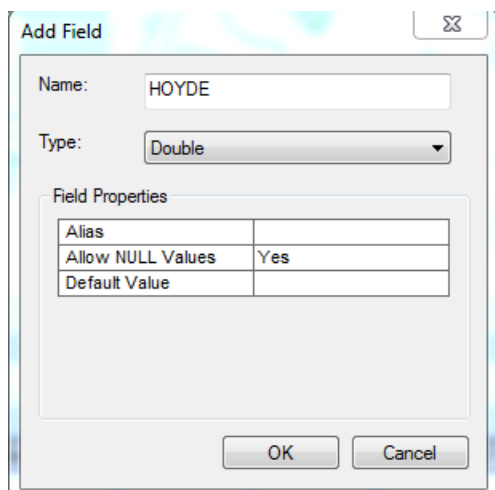 Add Field
Name: HOYDE
Type: Double
Field Properties
Alias
Allow NULL Values Yes
Default Value
OK Cancel